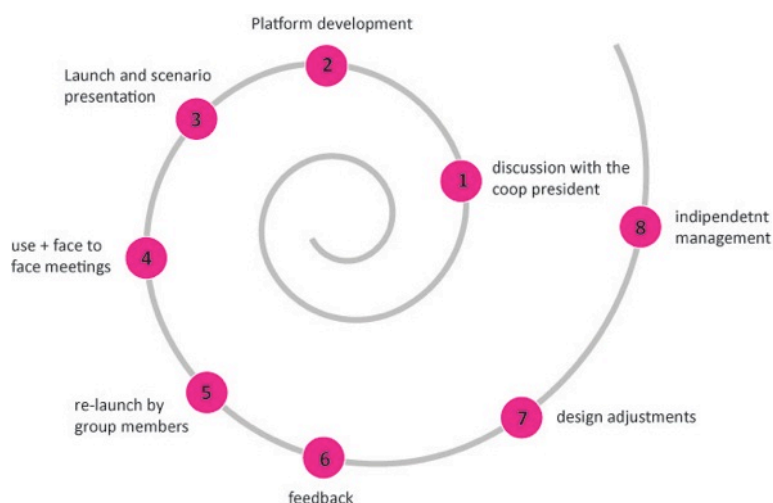 1
discussion with the
coop president
2
Platform development
3
Launch and scenario
presentation
4
use + face to
face meetings
5
re-launch by
group members
6
feedback
7
design adjustments
8
indipendetnt
management